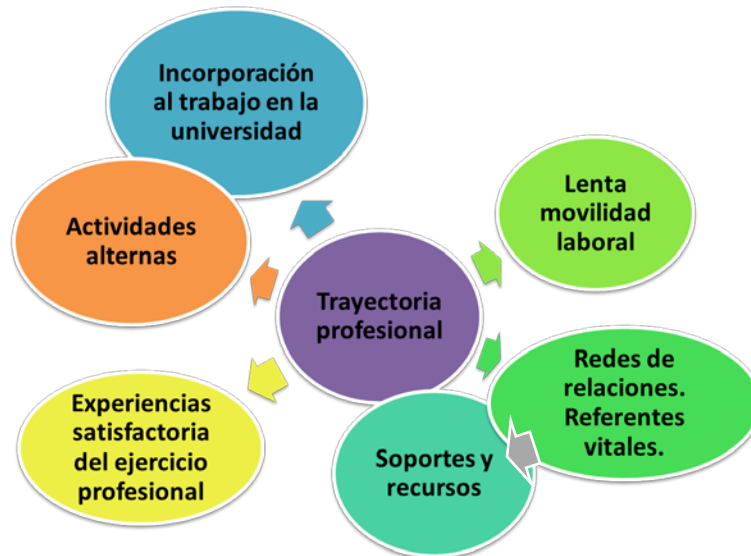 Incorporación
al trabajo en la
universidad
Actividades
alternas
Lenta
movilidad
laboral
Trayectoria
profesional
Experiencias
satisfactoria
del ejercicio
profesional
Redes de
relaciones.
Referentes
vitales.
Soportes y
recursos